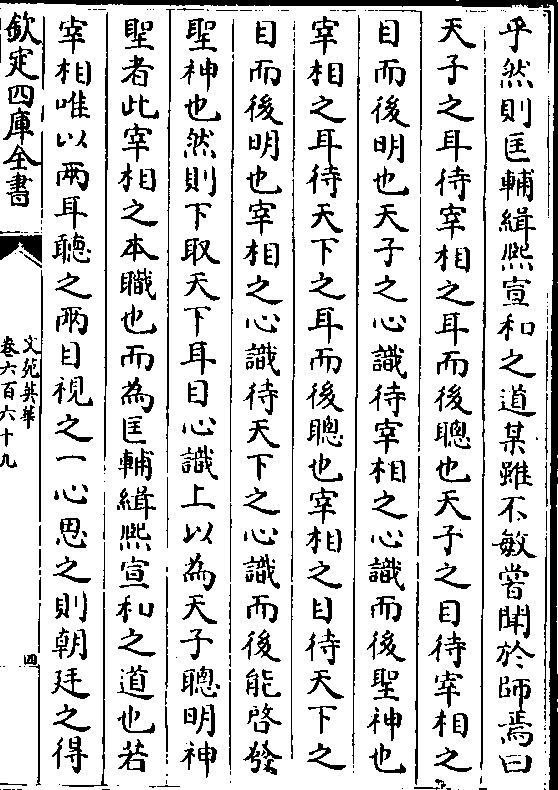 乎然則匡輔緝熙宣和之道某雖不敏嘗聞於師焉曰
天子之耳待宰相之耳而後聰也天子之目待宰相之
目而後明也天子之心識待宰相之心識而後聖神也
宰相之耳待天下之耳而後聰也宰相之目待天下之
目而後明也宰相之心識待天下之心識而後能啓發
聖神也然則下取天下耳目心識上以為天子聰明神
聖者此宰相之本職也而為匡輔緝熙宣和之道也若
宰相唯以兩耳聽之兩目視之一心思之則朝廷之得
欽定四庫全書
文苑英華
卷六百六十九
四